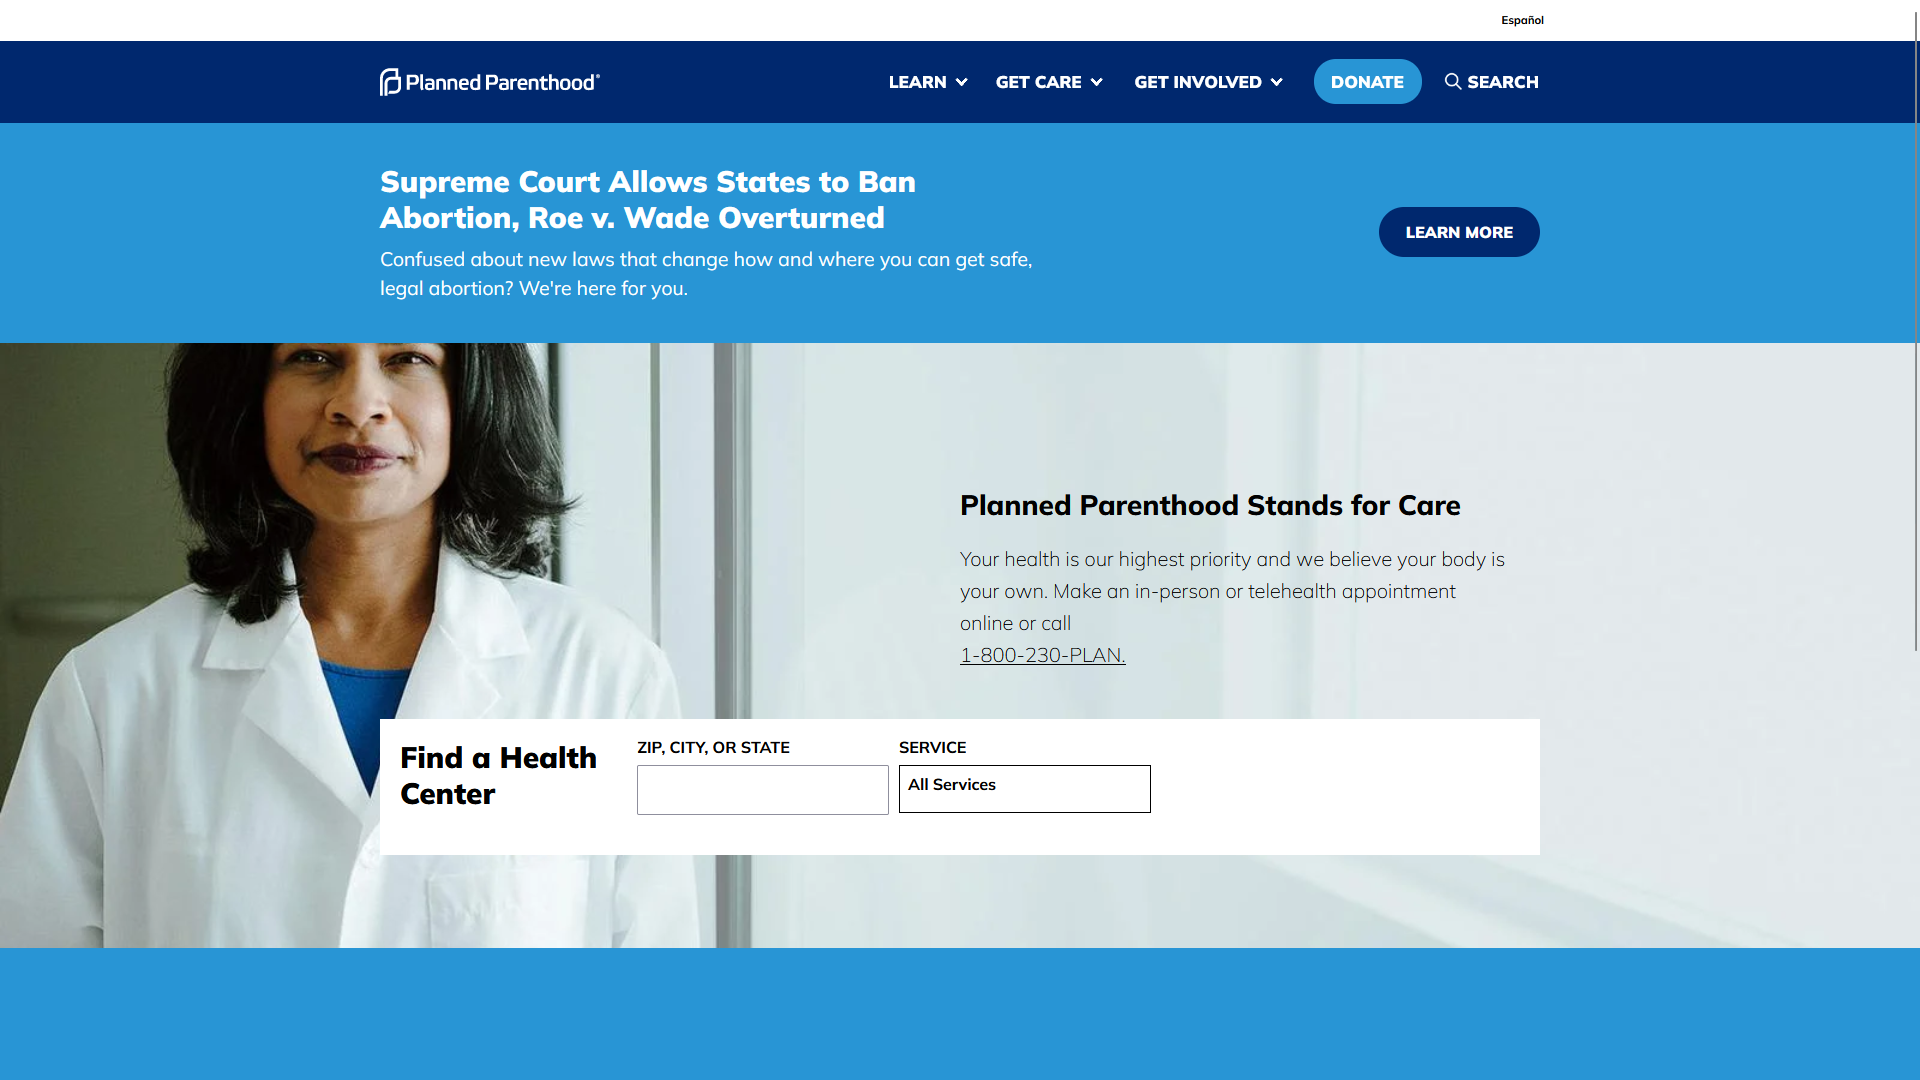 Español
Planned Parenthood®
LEARN
GET CARE
GET INVOLVED
DONATE
SEARCH
Supreme Court Allows States to Ban
Abortion, Roe v. Wade Overturned
Confused about new laws that change how and where you can get safe,
legal abortion? We're here for you.
LEARN MORE
Planned Parenthood Stands for Care
Your health is our highest priority and we believe your body is
your own. Make an in-person or telehealth appointment
online or call
1-800-230-PLAN.
Find a Health
Center
ZIP, CITY, OR STATE
SERVICE
All Services